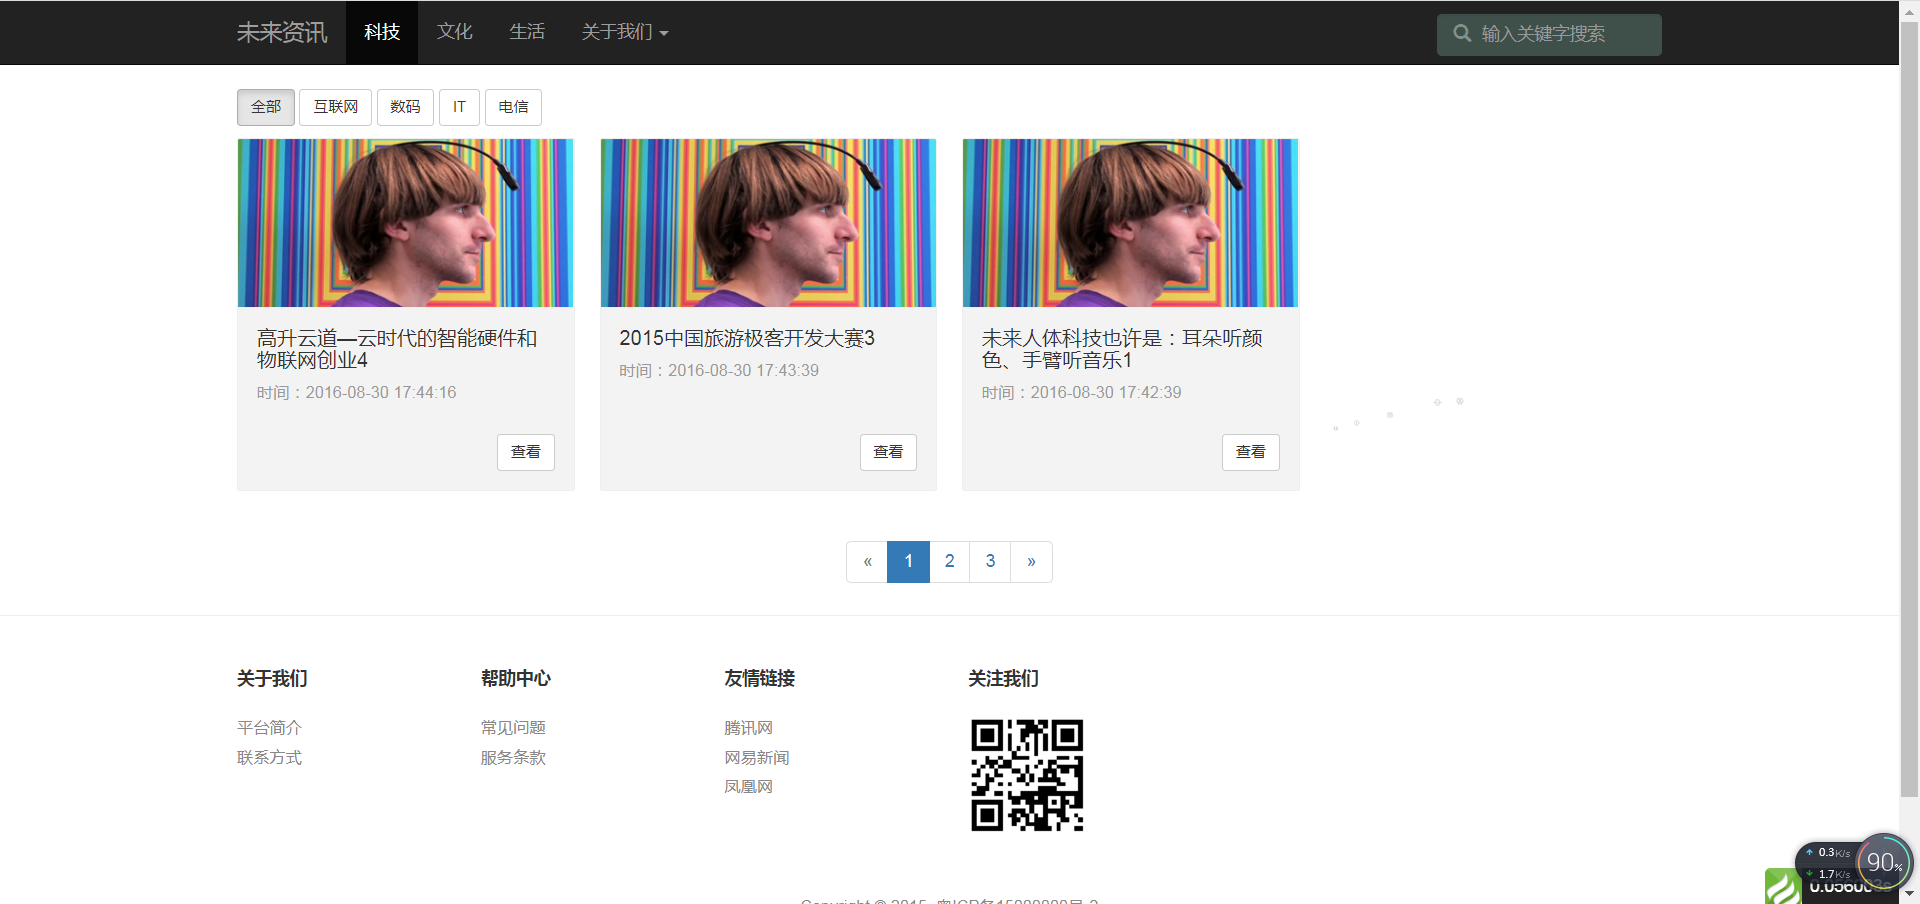 未来资讯 科技 文化 生活 关于我们 输入关键字搜索
全部 互联网 数码 IT 电信
高升云道—云时代的智能硬件和
物联网创业4
时间：2016-08-30 17:44:16
查看
2015中国旅游极客开发大赛3
时间：2016-08-30 17:43:39
查看
未来人体科技也许是：耳朵听颜
色、手臂听音乐1
时间：2016-08-30 17:42:39
查看
« 1 2 3 »
关于我们
平台简介
联系方式
帮助中心
常见问题
服务条款
友情链接
腾讯网
网易新闻
凤凰网
关注我们
0.3K/s
1.7K/s
90%